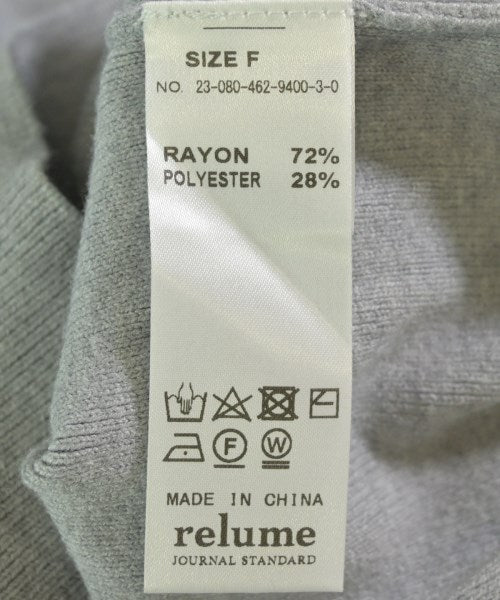 SIZE F
NO. 23-080-462-9400-3-0
RAYON 72%
POLYESTER 28%
F W
MADE IN CHINA
relume
JOURNAL STANDARD